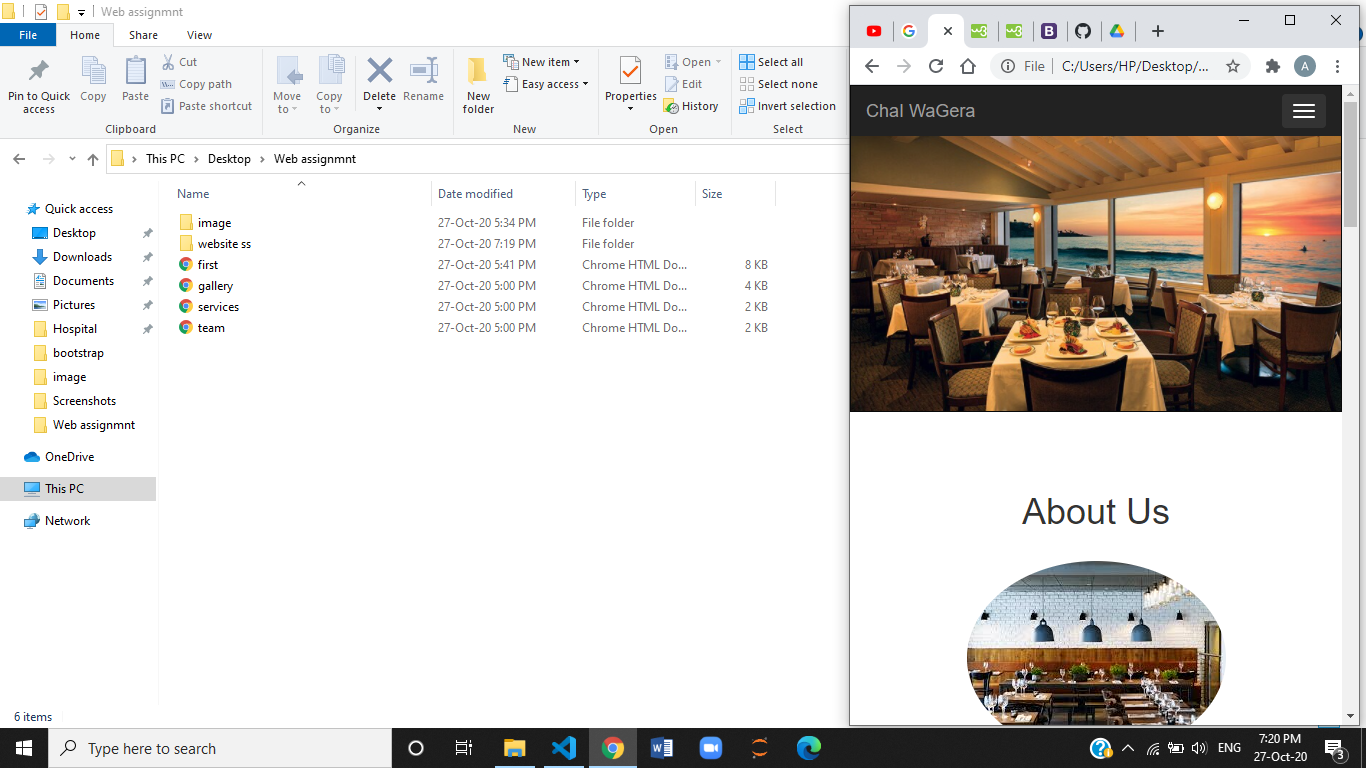 Web assignmnt
File Home Share View
Pin to Quick access
Copy
Paste
Cut
Copy path
Paste shortcut
Clipboard
Move to
Copy to
Delete
Rename
Organize
New folder
New item
Easy access
New
Properties
Open
Edit
History
Open
Select all
Select none
Invert selection
Select
This PC > Desktop > Web assignmnt
Quick access
Desktop
Downloads
Documents
Pictures
Hospital
bootstrap
image
Screenshots
Web assignmnt
OneDrive
This PC
Network
Name Date modified Type Size
image 27-Oct-20 5:34 PM File folder
website ss 27-Oct-20 7:19 PM File folder
first 27-Oct-20 5:41 PM Chrome HTML Do... 8 KB
gallery 27-Oct-20 5:00 PM Chrome HTML Do... 4 KB
services 27-Oct-20 5:00 PM Chrome HTML Do... 2 KB
team 27-Oct-20 5:00 PM Chrome HTML Do... 2 KB
6 items
File | C:/Users/HP/Desktop/... A
Chal WaGera
About Us
Type here to search
ENG
7:20 PM
27-Oct-20
3